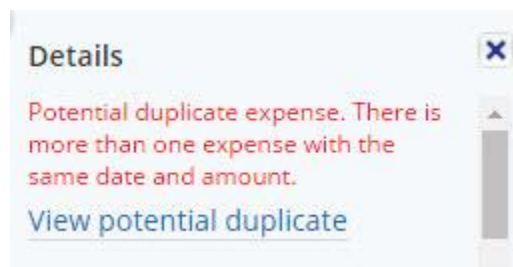 Details
Potential duplicate expense. There is
more than one expense with the
same date and amount.
View potential duplicate